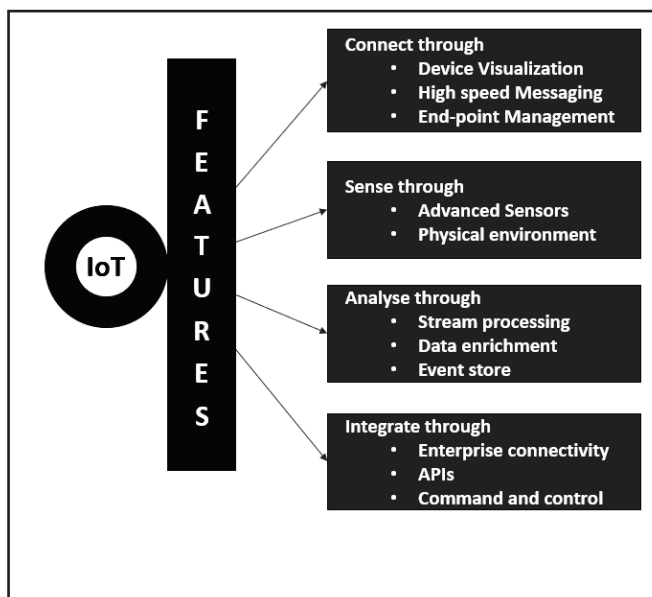 IoT
FEATURES
Connect through
• Device Visualization
• High speed Messaging
• End-point Management
Sense through
• Advanced Sensors
• Physical environment
Analyse through
• Stream processing
• Data enrichment
• Event store
Integrate through
• Enterprise connectivity
• APIs
• Command and control